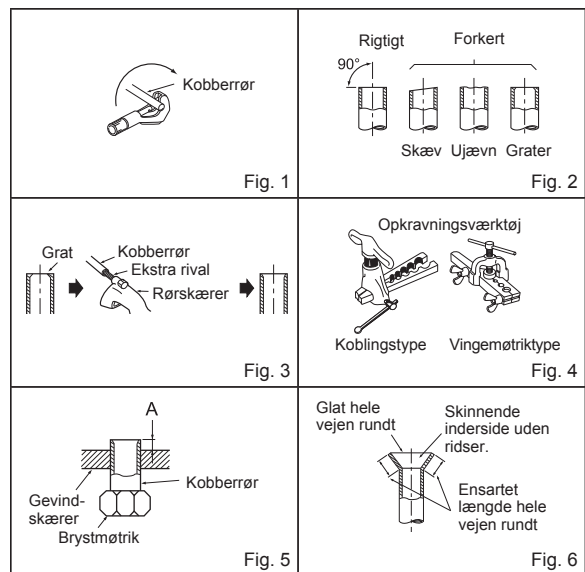 Kobberrør
Fig. 1
Rigtigt
Forkert
90°
Skæv Ujævn Grater
Fig. 2
Grat
Kobberrør
Ekstra rival
Rørskærer
Fig. 3
Opkravningsværktøj
Koblingstype
Vingemøtriktype
Fig. 4
A
Kobberrør
Gevind-
skærer
Brystmøtrik
Fig. 5
Glat hele
vejen rundt
Skinnende
inderside uden
ridser.
Ensartet
længde hele
vejen rundt
Fig. 6